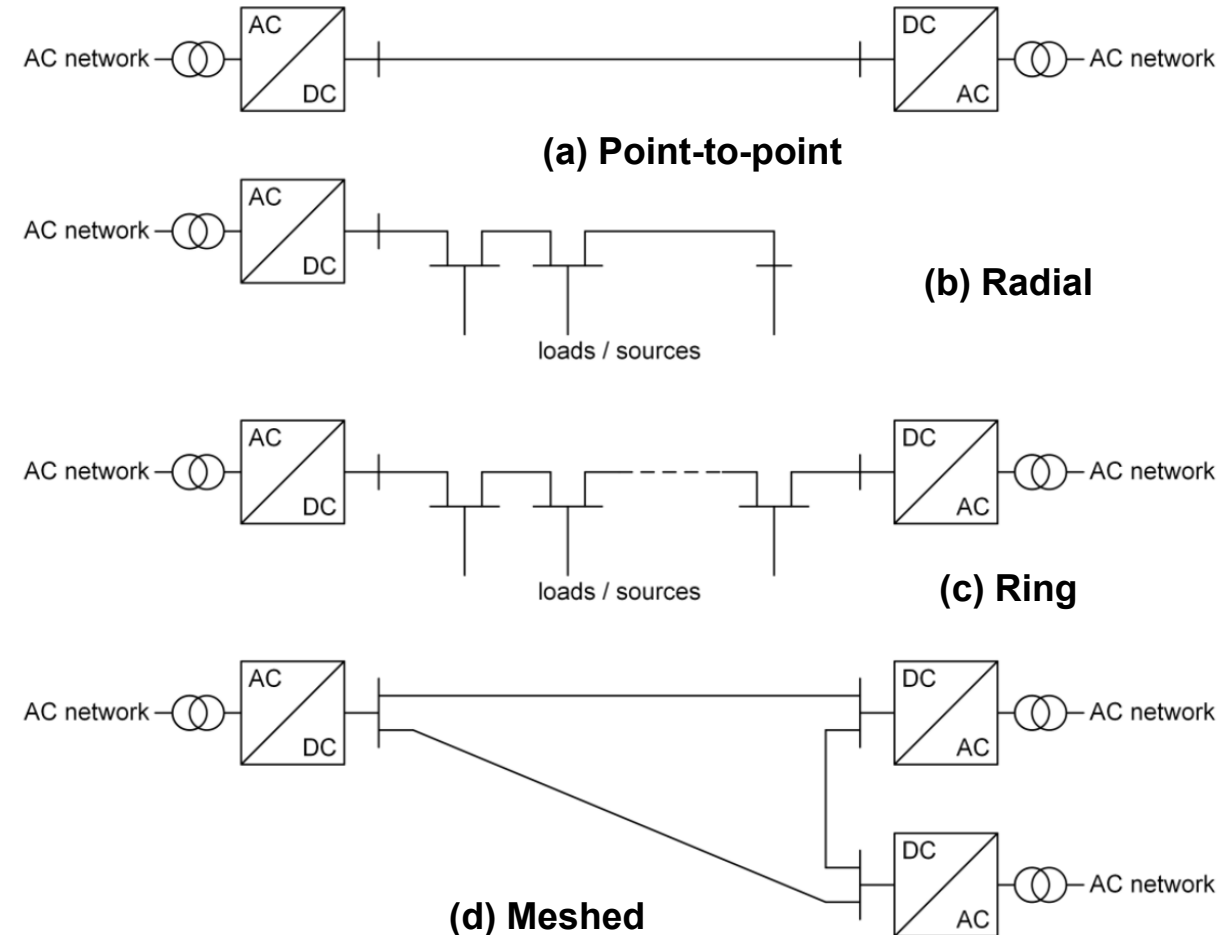 AC
DC
AC network
DC
AC
AC network
(a) Point-to-point
AC
DC
AC network
(b) Radial
loads / sources
AC
DC
AC network
DC
AC
AC network
loads / sources
(c) Ring
AC
DC
AC network
DC
AC
AC network
DC
AC
AC network
(d) Meshed